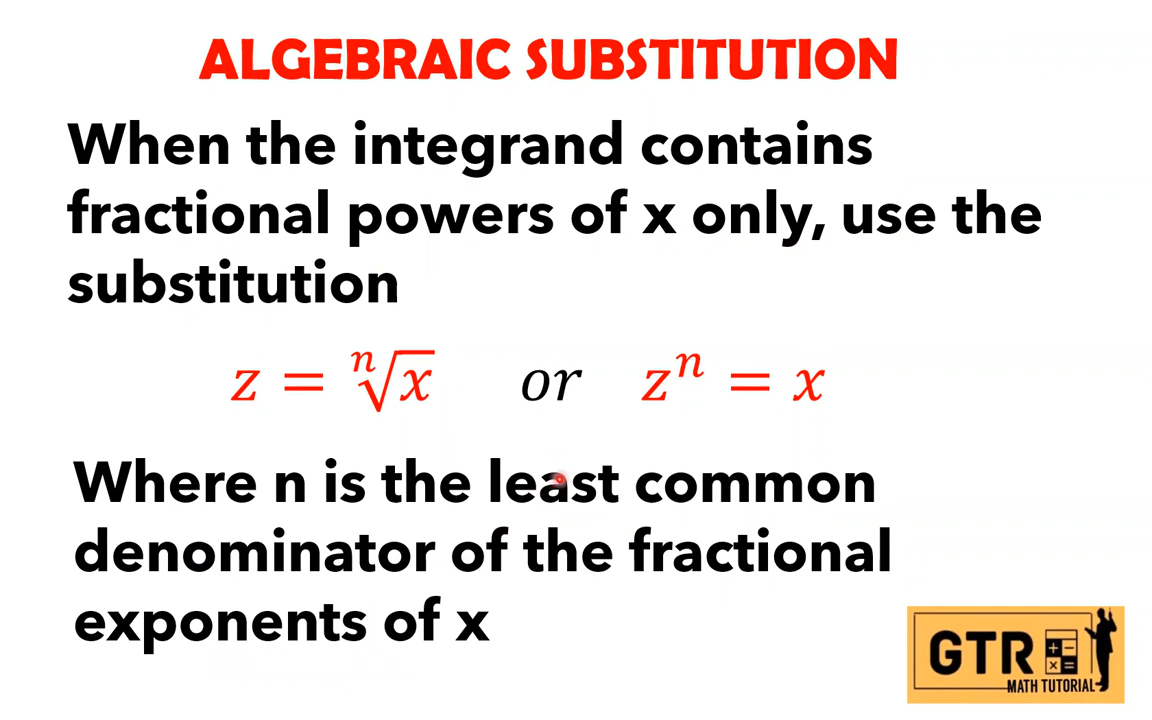 ALGEBRAIC SUBSTITUTION
When the integrand contains
fractional powers of x only, use the
substitution
z = ⁿ√x or zⁿ = x
Where n is the least common
denominator of the fractional
exponents of x
GTR
+ −
× =
MATH TUTORIAL